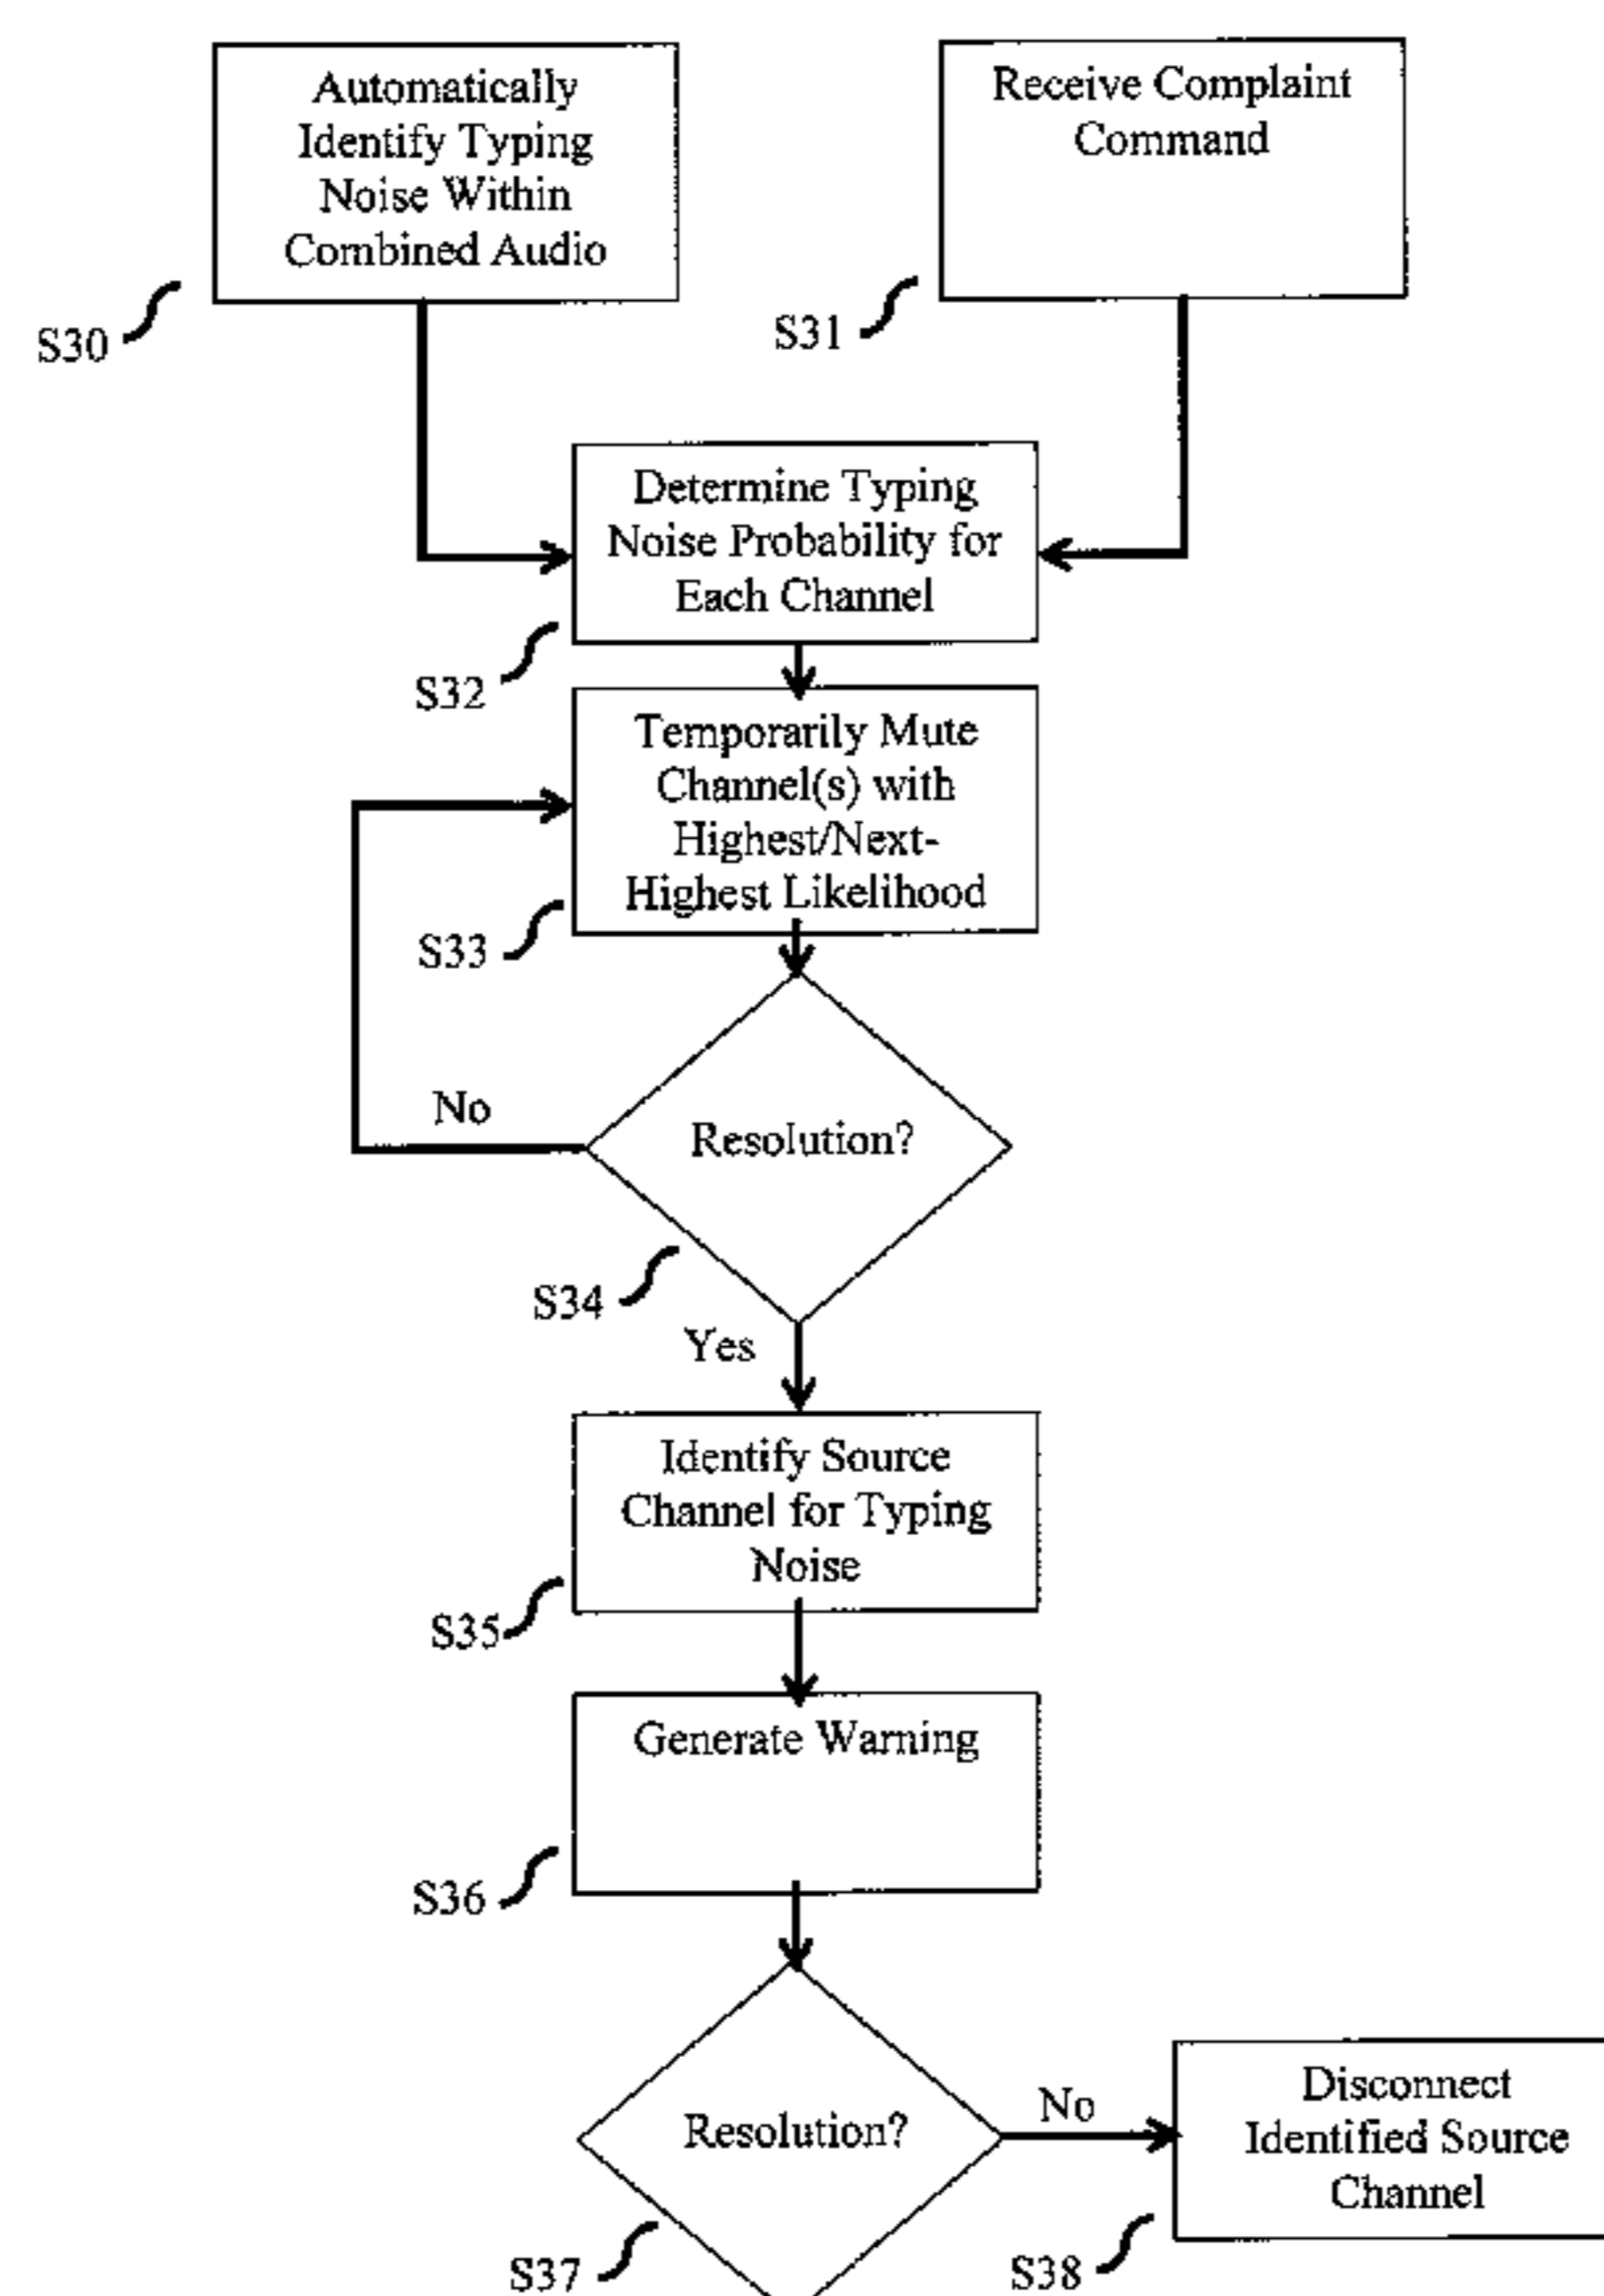 Automatically
Identify Typing
Noise Within
Combined Audio
S30
Receive Complaint
Command
S31
Determine Typing
Noise Probability for
Each Channel
S32
Temporarily Mute
Channel(s) with
Highest/Next-
Highest Likelihood
S33
Resolution?
No
S34
Yes
Identify Source
Channel for Typing
Noise
S35
Generate Warning
S36
Resolution?
No
S37
Disconnect
Identified Source
Channel
S38